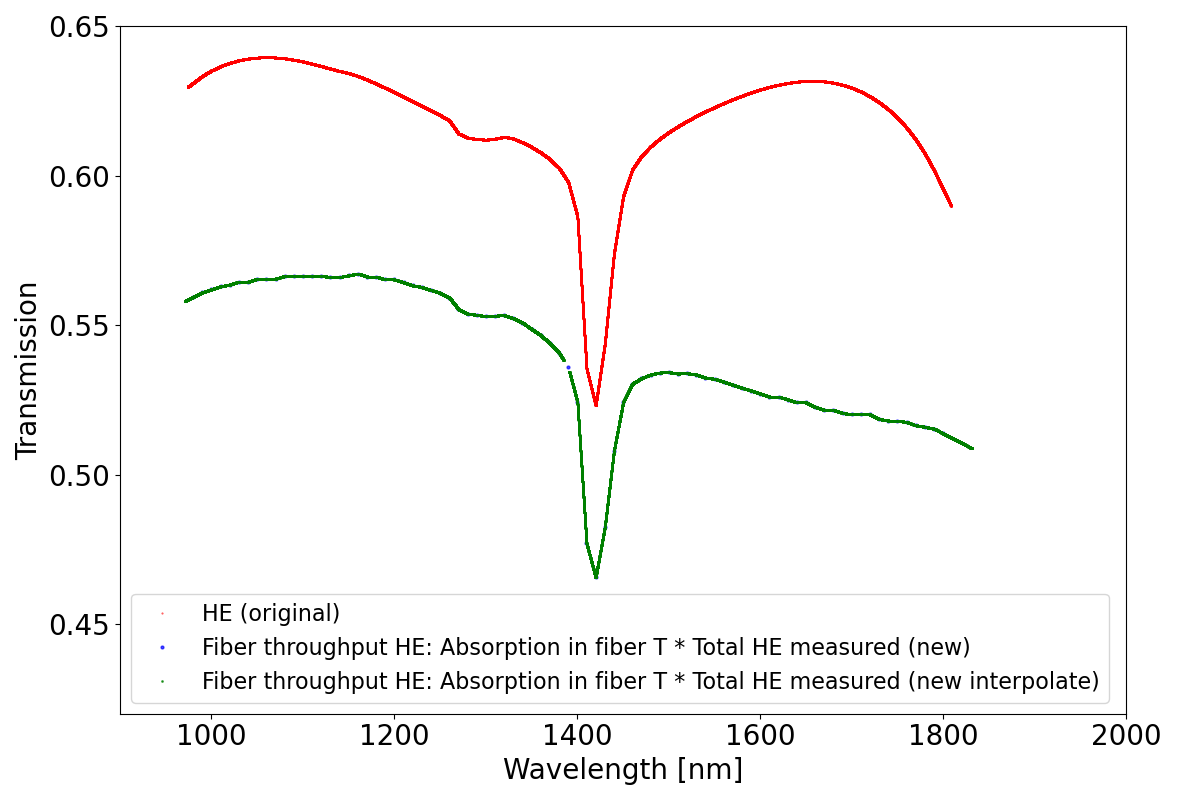 0.65
0.60
0.55
0.50
0.45
Transmission
HE (original)
Fiber throughput HE: Absorption in fiber T * Total HE measured (new)
Fiber throughput HE: Absorption in fiber T * Total HE measured (new interpolate)
1000 1200 1400 1600 1800 2000
Wavelength [nm]